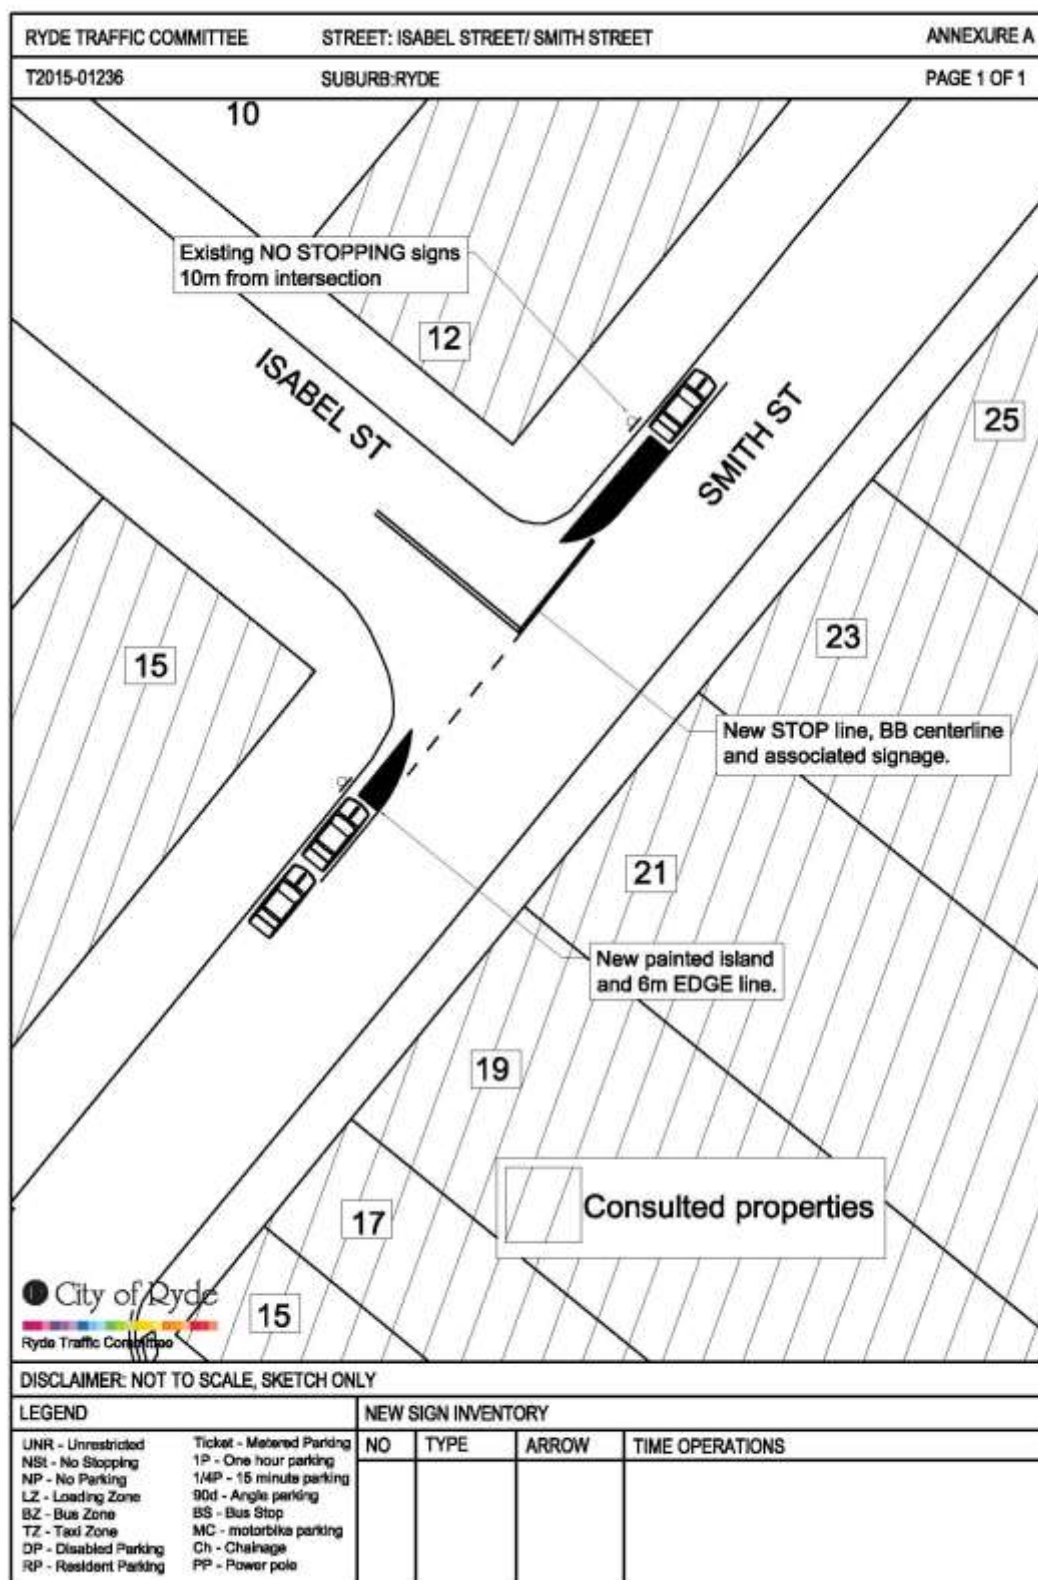 RYDE TRAFFIC COMMITTEE STREET: ISABEL STREET/ SMITH STREET ANNEXURE A
T2015-01236 SUBURB:RYDE PAGE 1 OF 1
10
Existing NO STOPPING signs
10m from intersection
12
ISABEL ST
SMITH ST
25
15
23
New STOP line, BB centerline
and associated signage.
21
New painted island
and 6m EDGE line.
19
Consulted properties
17
15
City of Ryde
Ryde Traffic Committee
DISCLAIMER: NOT TO SCALE, SKETCH ONLY
LEGEND
UNR - Unrestricted
NSt - No Stopping
NP - No Parking
LZ - Loading Zone
BZ - Bus Zone
TZ - Taxi Zone
DP - Disabled Parking
RP - Resident Parking
Ticket - Metered Parking
1P - One hour parking
1/4P - 15 minute parking
90d - Angle parking
BS - Bus Stop
MC - motorbike parking
Ch - Chainage
PP - Power pole
NEW SIGN INVENTORY
NO TYPE ARROW TIME OPERATIONS